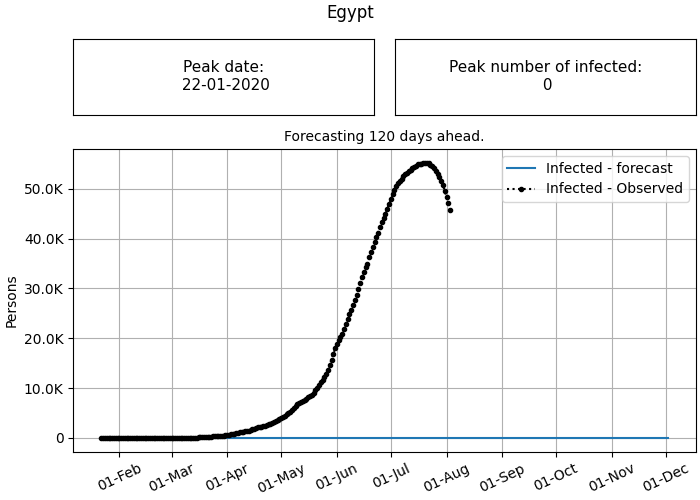 Egypt
Peak date:
22-01-2020
Peak number of infected:
0
Forecasting 120 days ahead.
Infected - forecast
Infected - Observed
Persons
50.0K
40.0K
30.0K
20.0K
10.0K
0
01-Feb
01-Mar
01-Apr
01-May
01-Jun
01-Jul
01-Aug
01-Sep
01-Oct
01-Nov
01-Dec